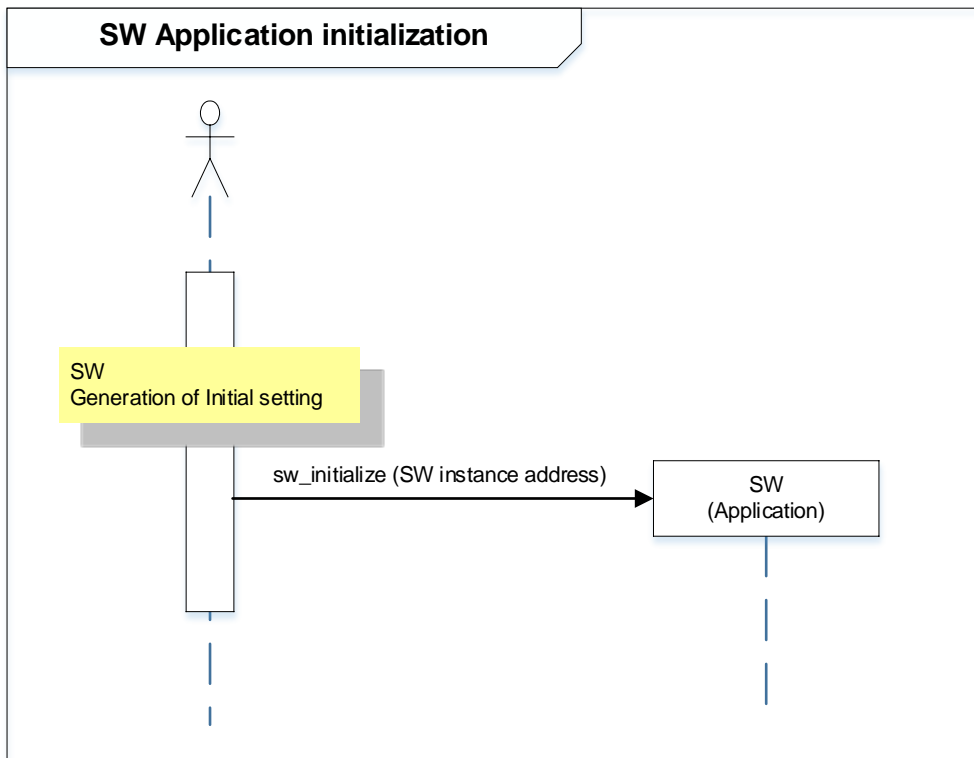 SW Application initialization
SW
Generation of Initial setting
sw_initialize (SW instance address)
SW
(Application)